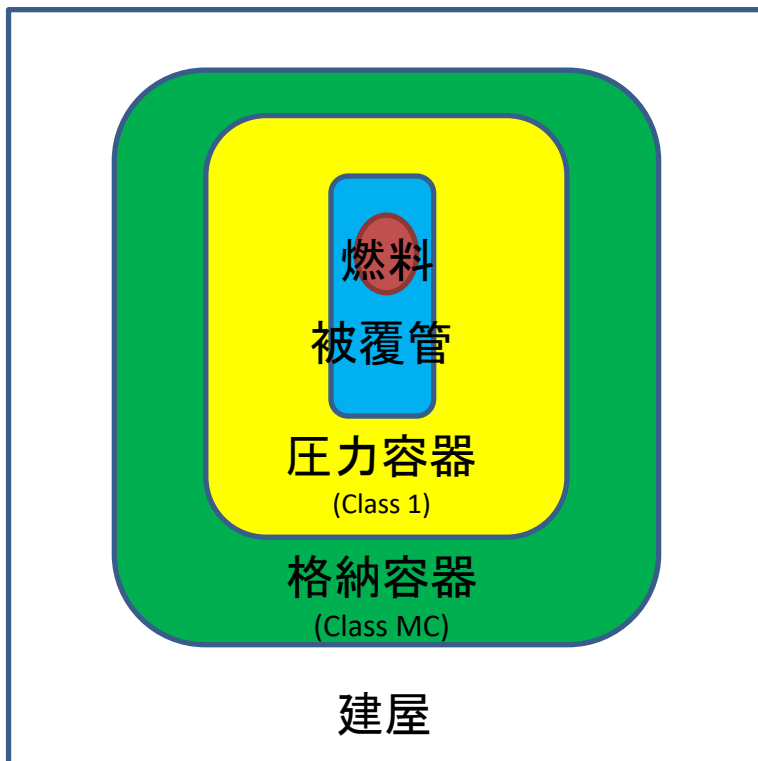 燃料
被覆管
圧力容器
(Class 1)
格納容器
(Class MC)
建屋